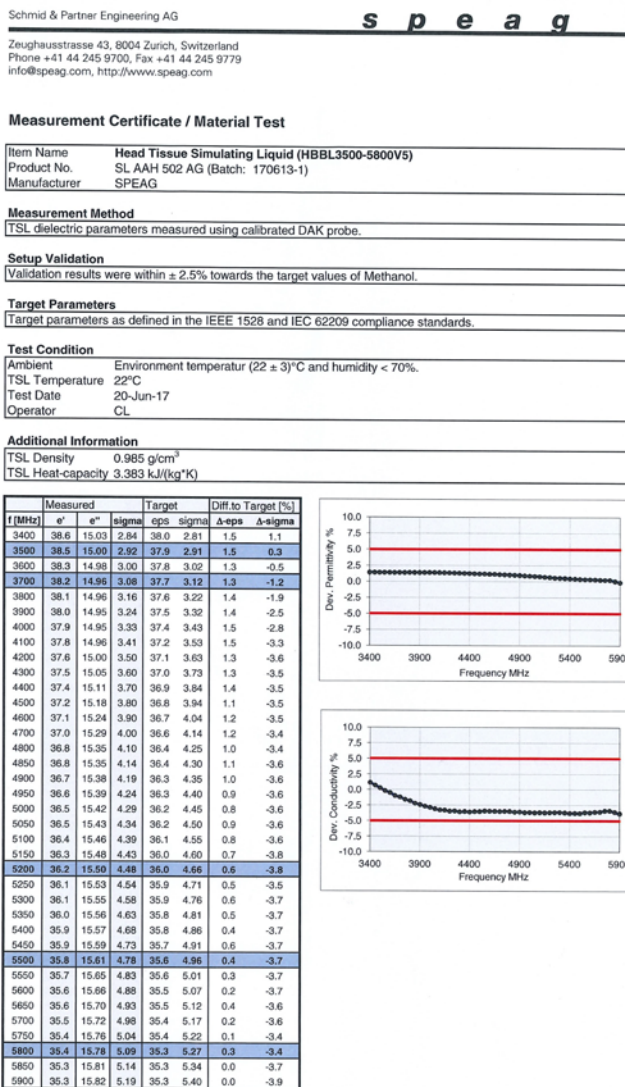 Schmid & Partner Engineering AG
s p e a g
Zeughausstrasse 43, 8004 Zurich, Switzerland
Phone +41 44 245 9700, Fax +41 44 245 9779
info@speag.com, http://www.speag.com
Measurement Certificate / Material Test
Item Name Head Tissue Simulating Liquid (HBBL3500-5800V5)
Product No. SL AAH 502 AG (Batch: 170613-1)
Manufacturer SPEAG
Measurement Method
TSL dielectric parameters measured using calibrated DAK probe.
Setup Validation
Validation results were within ± 2.5% towards the target values of Methanol.
Target Parameters
Target parameters as defined in the IEEE 1528 and IEC 62209 compliance standards.
Test Condition
Ambient Environment temperatur (22 ± 3)°C and humidity < 70%.
TSL Temperature 22°C
Test Date 20-Jun-17
Operator CL
Additional Information
TSL Density 0.985 g/cm³
TSL Heat-capacity 3.383 kJ/(kg*K)
Measured Target Diff.to Target [%]
f [MHz] e' e" sigma eps sigma Δ-eps Δ-sigma
3400 38.6 15.03 2.84 38.0 2.81 1.5 1.1
3500 38.5 15.00 2.92 37.9 2.91 1.5 0.3
3600 38.3 14.98 3.00 37.8 3.02 1.3 -0.5
3700 38.2 14.96 3.08 37.7 3.12 1.3 -1.2
3800 38.1 14.96 3.16 37.6 3.22 1.4 -1.9
3900 38.0 14.95 3.24 37.5 3.32 1.4 -2.5
4000 37.9 14.95 3.33 37.4 3.43 1.5 -2.8
4100 37.8 14.96 3.41 37.2 3.53 1.5 -3.3
4200 37.6 15.00 3.50 37.1 3.63 1.3 -3.6
4300 37.5 15.05 3.60 37.0 3.73 1.3 -3.5
4400 37.4 15.11 3.70 36.9 3.84 1.4 -3.5
4500 37.2 15.18 3.80 36.8 3.94 1.1 -3.5
4600 37.1 15.24 3.90 36.7 4.04 1.2 -3.5
4700 37.0 15.29 4.00 36.6 4.14 1.2 -3.4
4800 36.8 15.35 4.10 36.4 4.25 1.0 -3.4
4850 36.8 15.35 4.14 36.4 4.30 1.1 -3.6
4900 36.7 15.38 4.19 36.3 4.35 1.0 -3.6
4950 36.6 15.39 4.24 36.3 4.40 0.9 -3.6
5000 36.5 15.42 4.29 36.2 4.45 0.8 -3.6
5050 36.5 15.43 4.34 36.2 4.50 0.9 -3.6
5100 36.4 15.46 4.39 36.1 4.55 0.8 -3.6
5150 36.3 15.48 4.43 36.0 4.60 0.7 -3.8
5200 36.2 15.50 4.48 36.0 4.66 0.6 -3.8
5250 36.1 15.53 4.54 35.9 4.71 0.5 -3.5
5300 36.1 15.55 4.58 35.9 4.76 0.6 -3.7
5350 36.0 15.56 4.63 35.8 4.81 0.5 -3.7
5400 35.9 15.57 4.68 35.8 4.86 0.4 -3.7
5450 35.9 15.59 4.73 35.7 4.91 0.6 -3.7
5500 35.8 15.61 4.78 35.6 4.96 0.4 -3.7
5550 35.7 15.65 4.83 35.6 5.01 0.3 -3.7
5600 35.6 15.66 4.88 35.5 5.07 0.2 -3.7
5650 35.6 15.70 4.93 35.5 5.12 0.4 -3.6
5700 35.5 15.72 4.98 35.4 5.17 0.2 -3.6
5750 35.4 15.76 5.04 35.4 5.22 0.1 -3.4
5800 35.4 15.78 5.09 35.3 5.27 0.3 -3.4
5850 35.3 15.81 5.14 35.3 5.34 0.0 -3.7
5900 35.3 15.82 5.19 35.3 5.40 0.0 -3.9
Dev. Permittivity %
10.0
7.5
5.0
2.5
0.0
-2.5
-5.0
-7.5
-10.0
3400 3900 4400 4900 5400 590
Frequency MHz
Dev. Conductivity %
10.0
7.5
5.0
2.5
0.0
-2.5
-5.0
-7.5
-10.0
3400 3900 4400 4900 5400 590
Frequency MHz